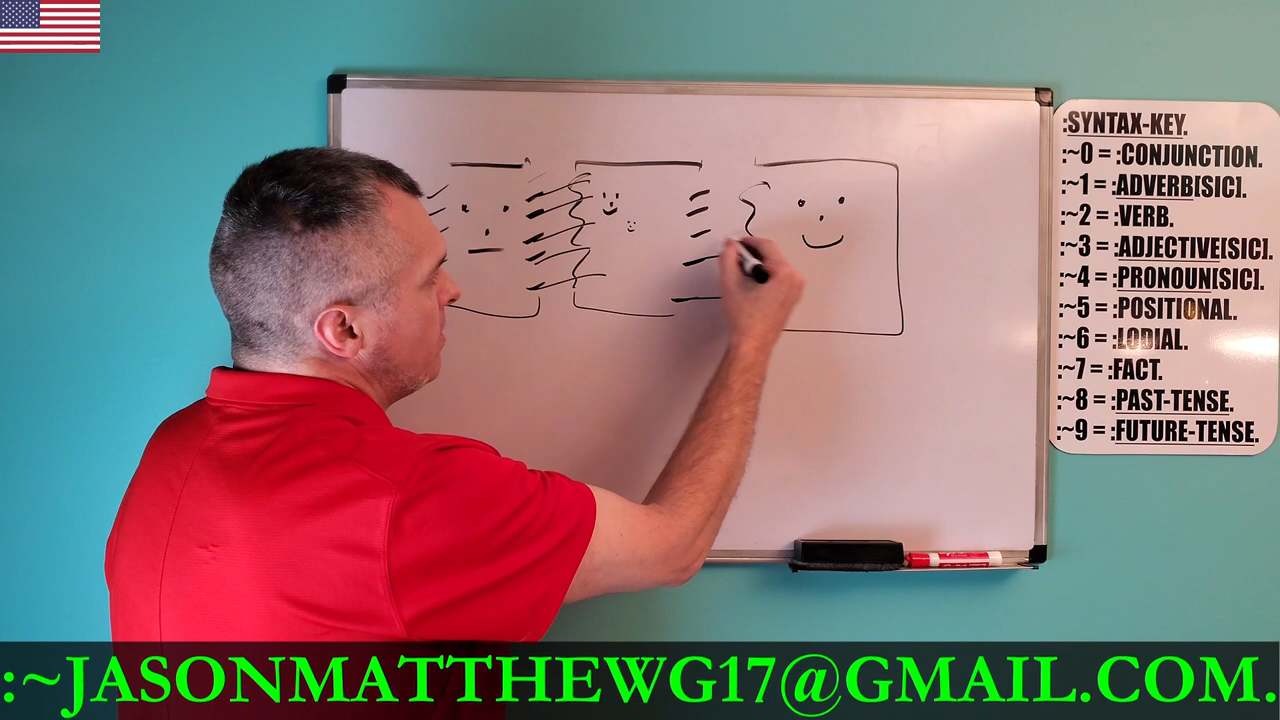 :SYNTAX-KEY.
:~0 = :CONJUNCTION.
:~1 = :ADVERB[SIC].
:~2 = :VERB.
:~3 = :ADJECTIVE[SIC].
:~4 = :PRONOUN[SIC].
:~5 = :POSITIONAL.
:~6 = :LODIAL.
:~7 = :FACT.
:~8 = :PAST-TENSE.
:~9 = :FUTURE-TENSE.
:~JASONMATTHEWG17@GMAIL.COM.